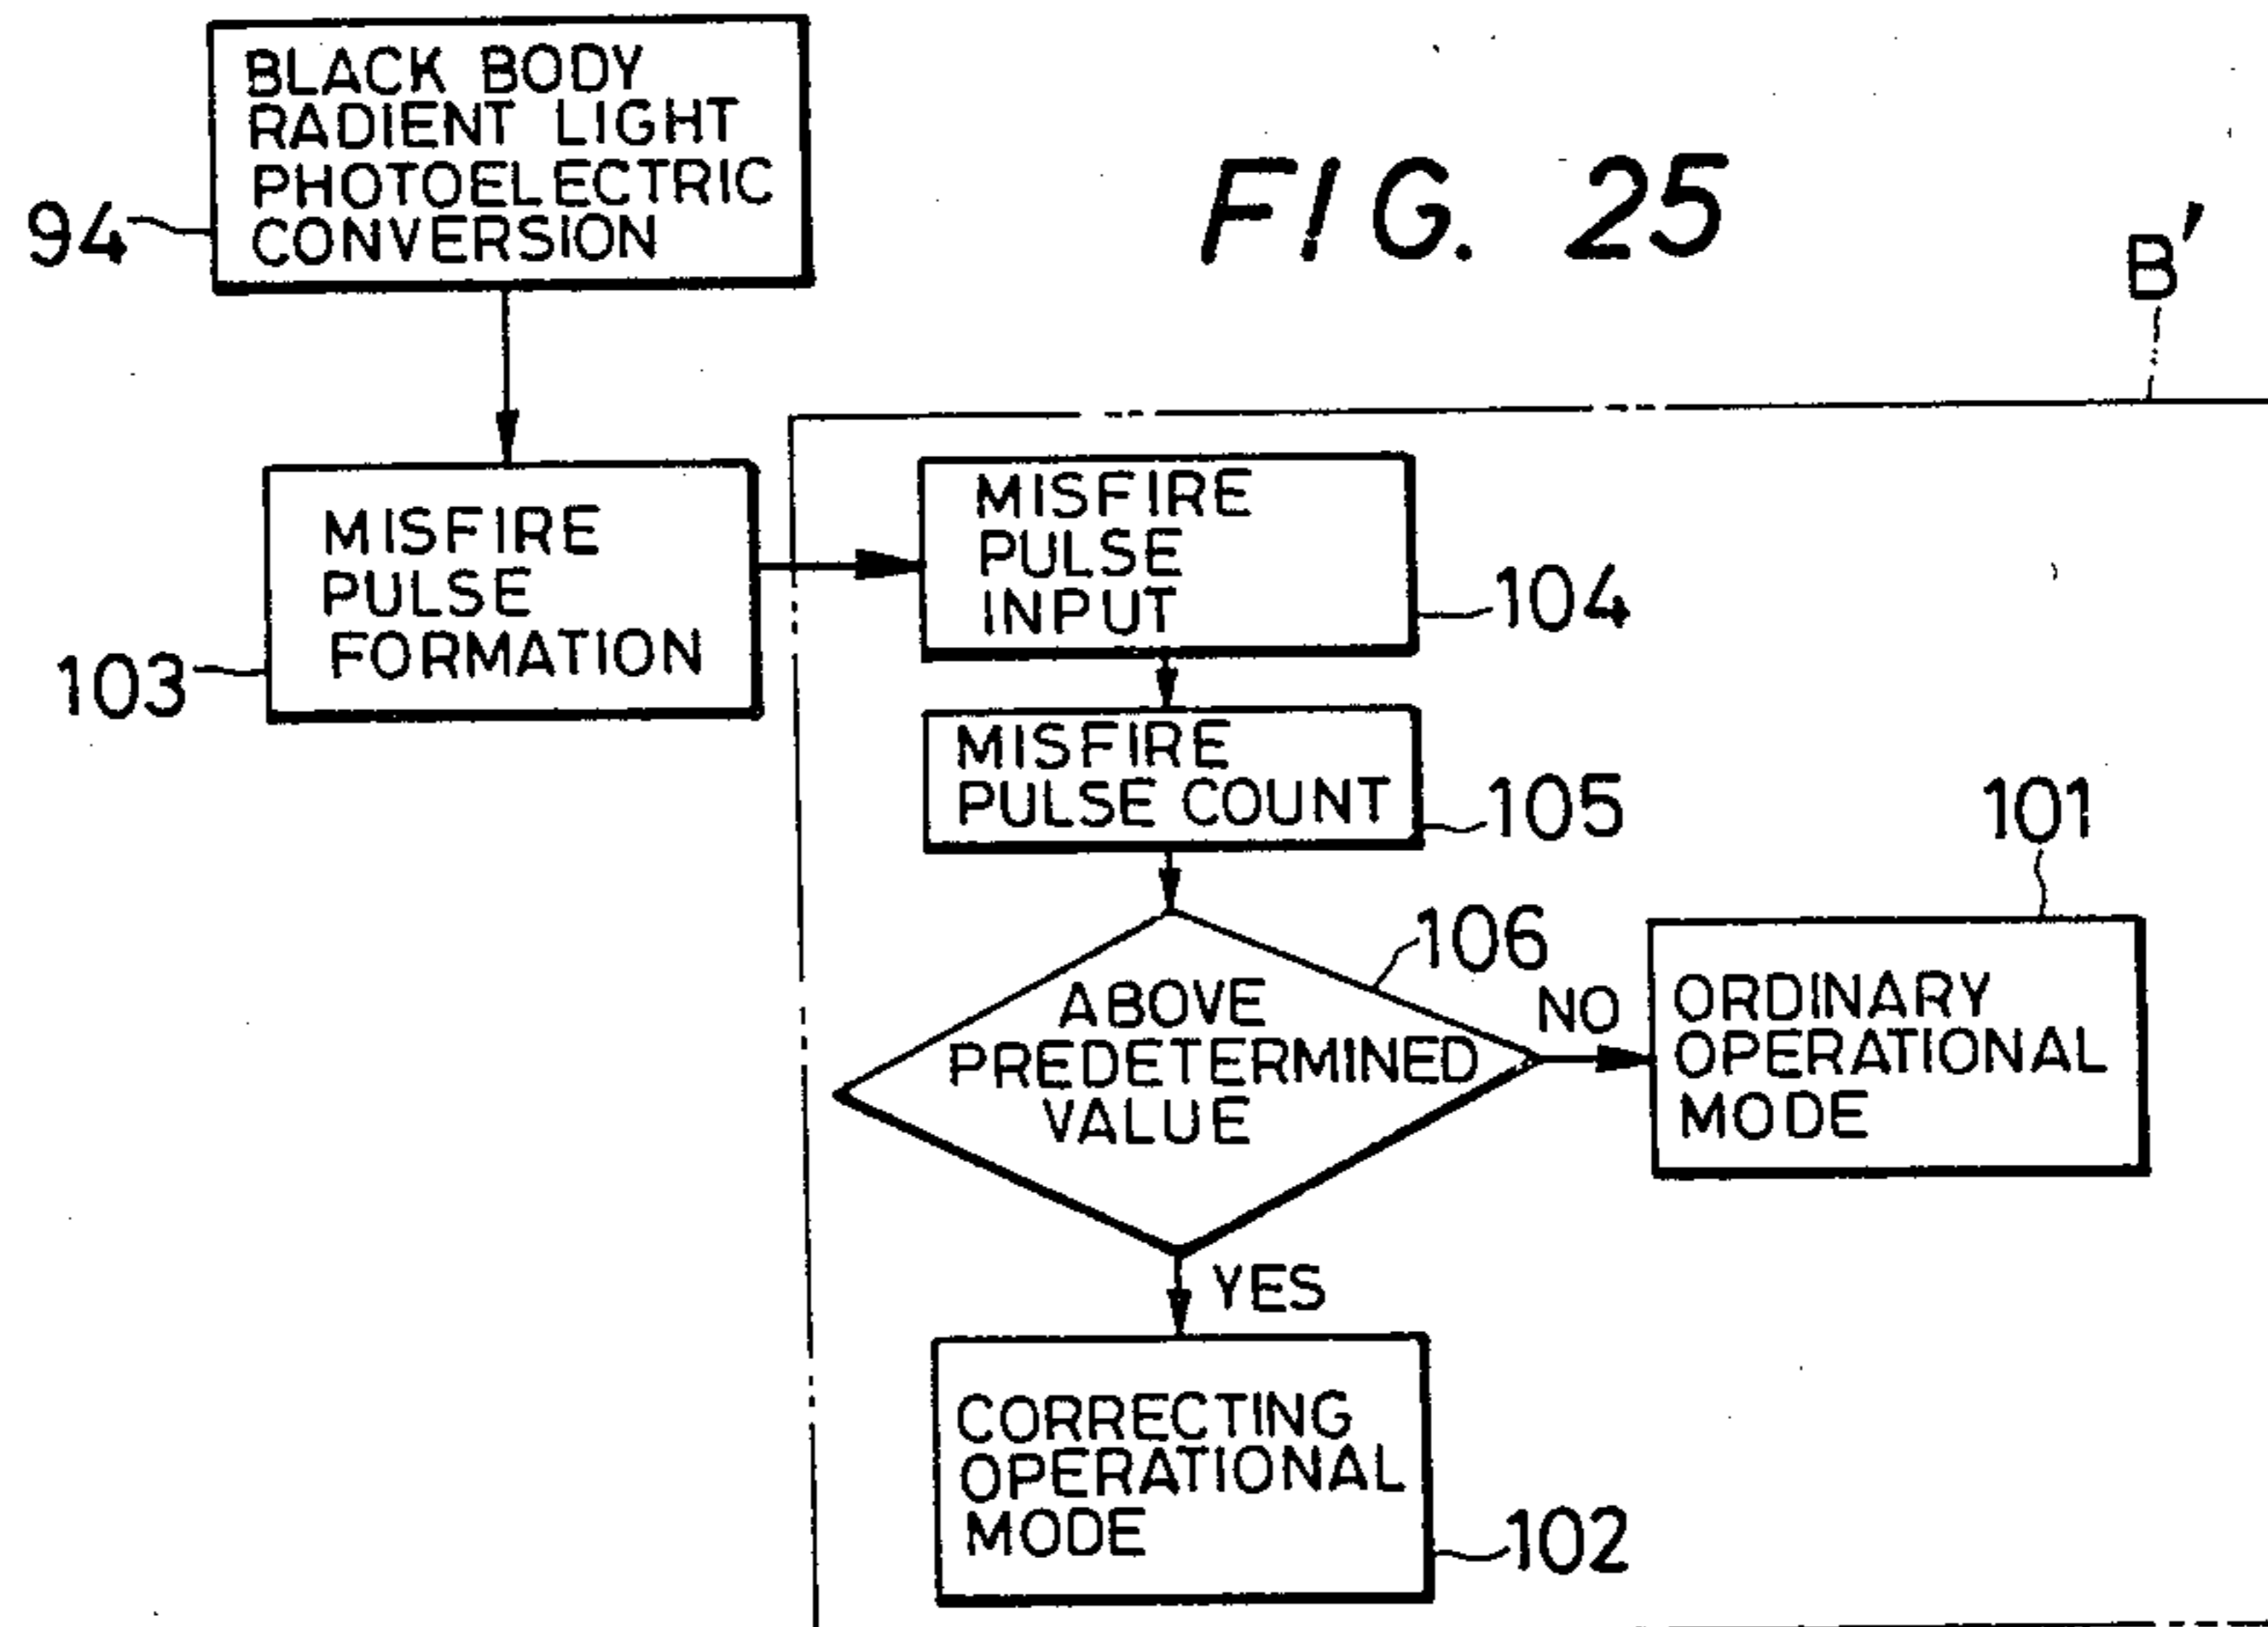 BLACK BODY
RADIENT LIGHT
PHOTOELECTRIC
CONVERSION
94
FIG. 25
B'
MISFIRE
PULSE
FORMATION
103
MISFIRE
PULSE
INPUT
104
MISFIRE
PULSE COUNT
105
101
106
ABOVE
PREDETERMINED
VALUE
NO
ORDINARY
OPERATIONAL
MODE
YES
CORRECTING
OPERATIONAL
MODE
102